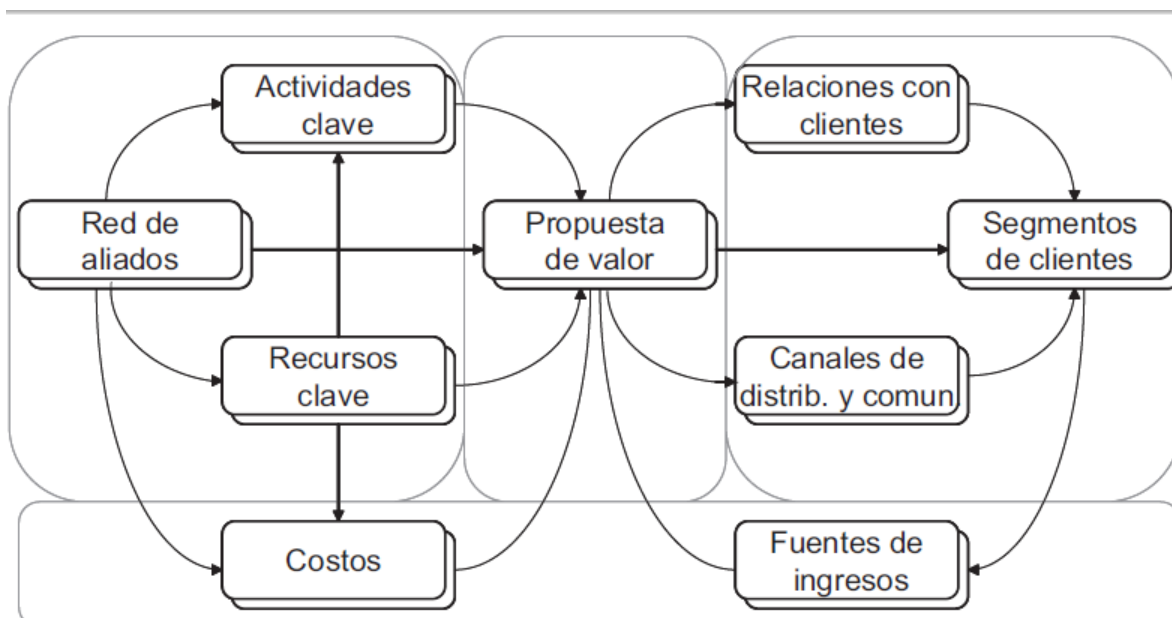 Actividades
clave
Relaciones con
clientes
Red de
aliados
Propuesta
de valor
Segmentos
de clientes
Recursos
clave
Canales de
distrib. y comun.
Costos
Fuentes de
ingresos